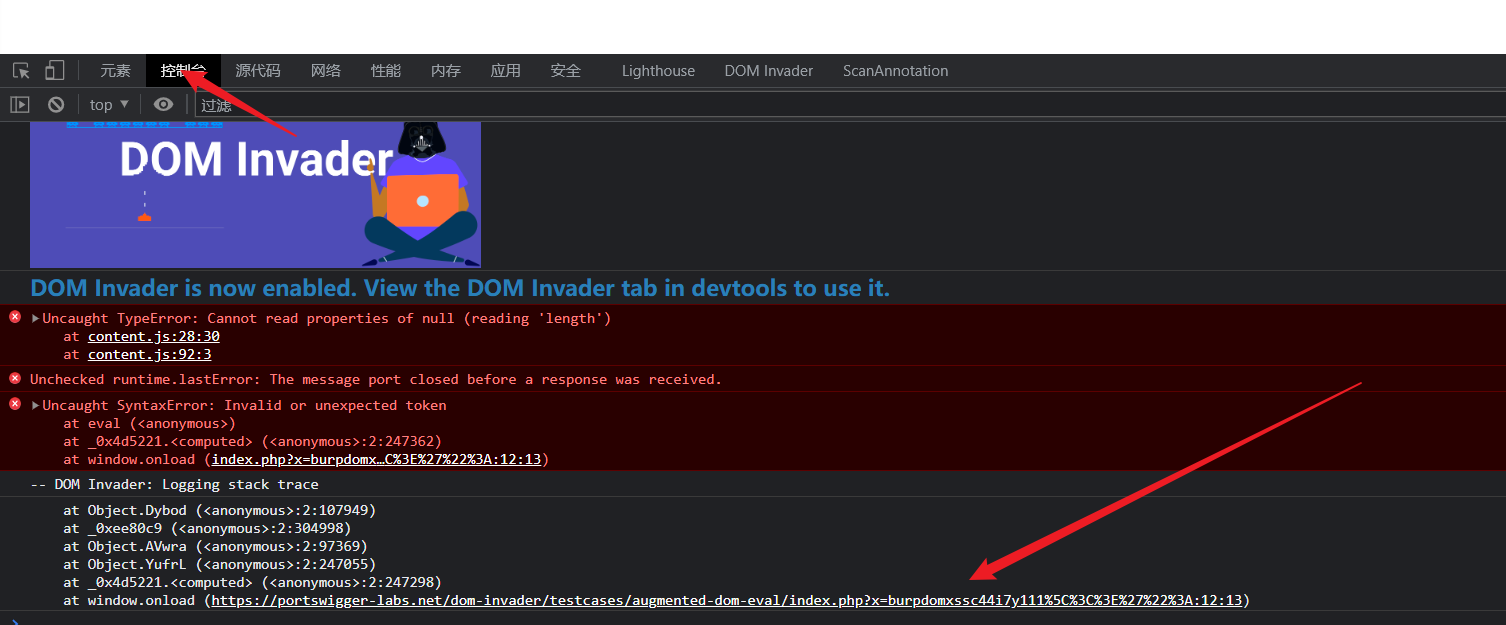 元素 控制台 源代码 网络 性能 内存 应用 安全 Lighthouse DOM Invader ScanAnnotation
top ▼ 过滤
DOM Invader
DOM Invader is now enabled. View the DOM Invader tab in devtools to use it.
Uncaught TypeError: Cannot read properties of null (reading 'length')
at content.js:28:30
at content.js:92:3
Unchecked runtime.lastError: The message port closed before a response was received.
Uncaught SyntaxError: Invalid or unexpected token
at eval (<anonymous>)
at _0x4d5221.<computed> (<anonymous>:2:247362)
at window.onload (index.php?x=burpdomx…C%3E%27%22%3A:12:13)
-- DOM Invader: Logging stack trace
at Object.Dybod (<anonymous>:2:107949)
at _0xee80c9 (<anonymous>:2:304998)
at Object.AVwra (<anonymous>:2:97369)
at Object.YufrL (<anonymous>:2:247055)
at _0x4d5221.<computed> (<anonymous>:2:247298)
at window.onload (https://portswigger-labs.net/dom-invader/testcases/augmented-dom-eval/index.php?x=burpdomxssc44i7y111%5C%3C%3E%27%22%3A:12:13)